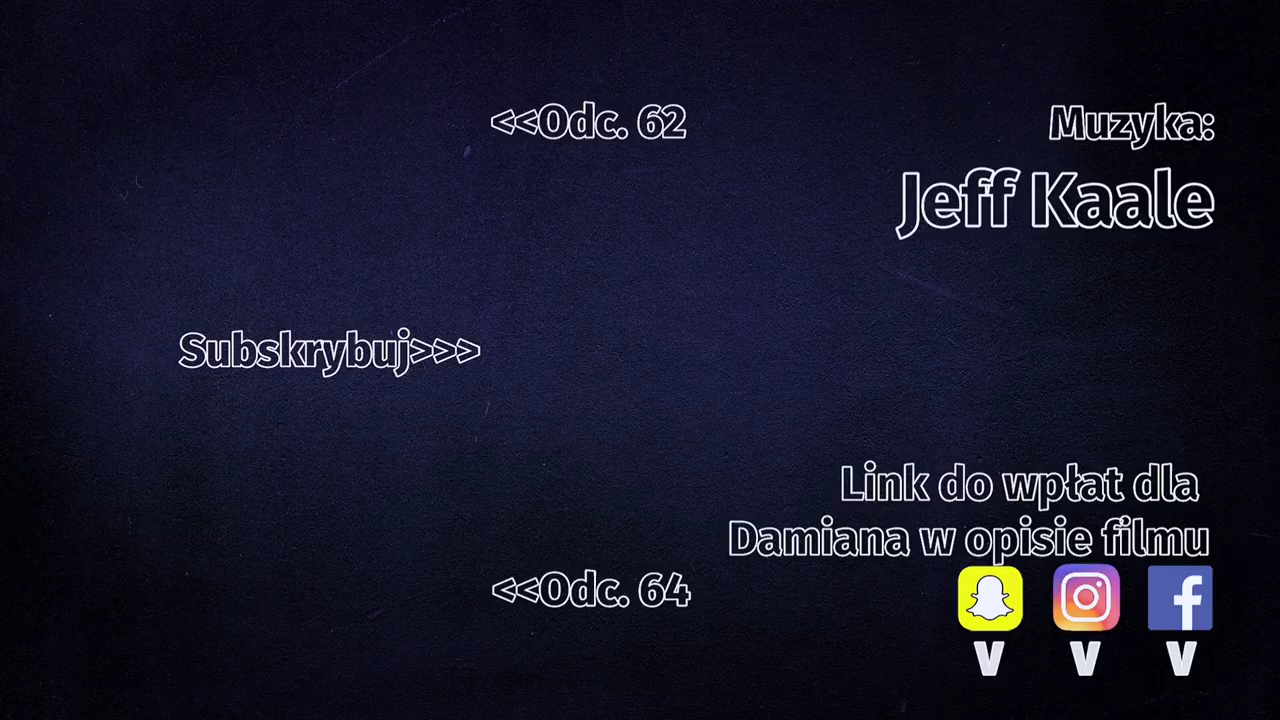 <<Odc. 62
Muzyka:
Jeff Kaale
Subskrybuj>>>
Link do wpłat dla
Damiana w opisie filmu
<<Odc. 64
V V V